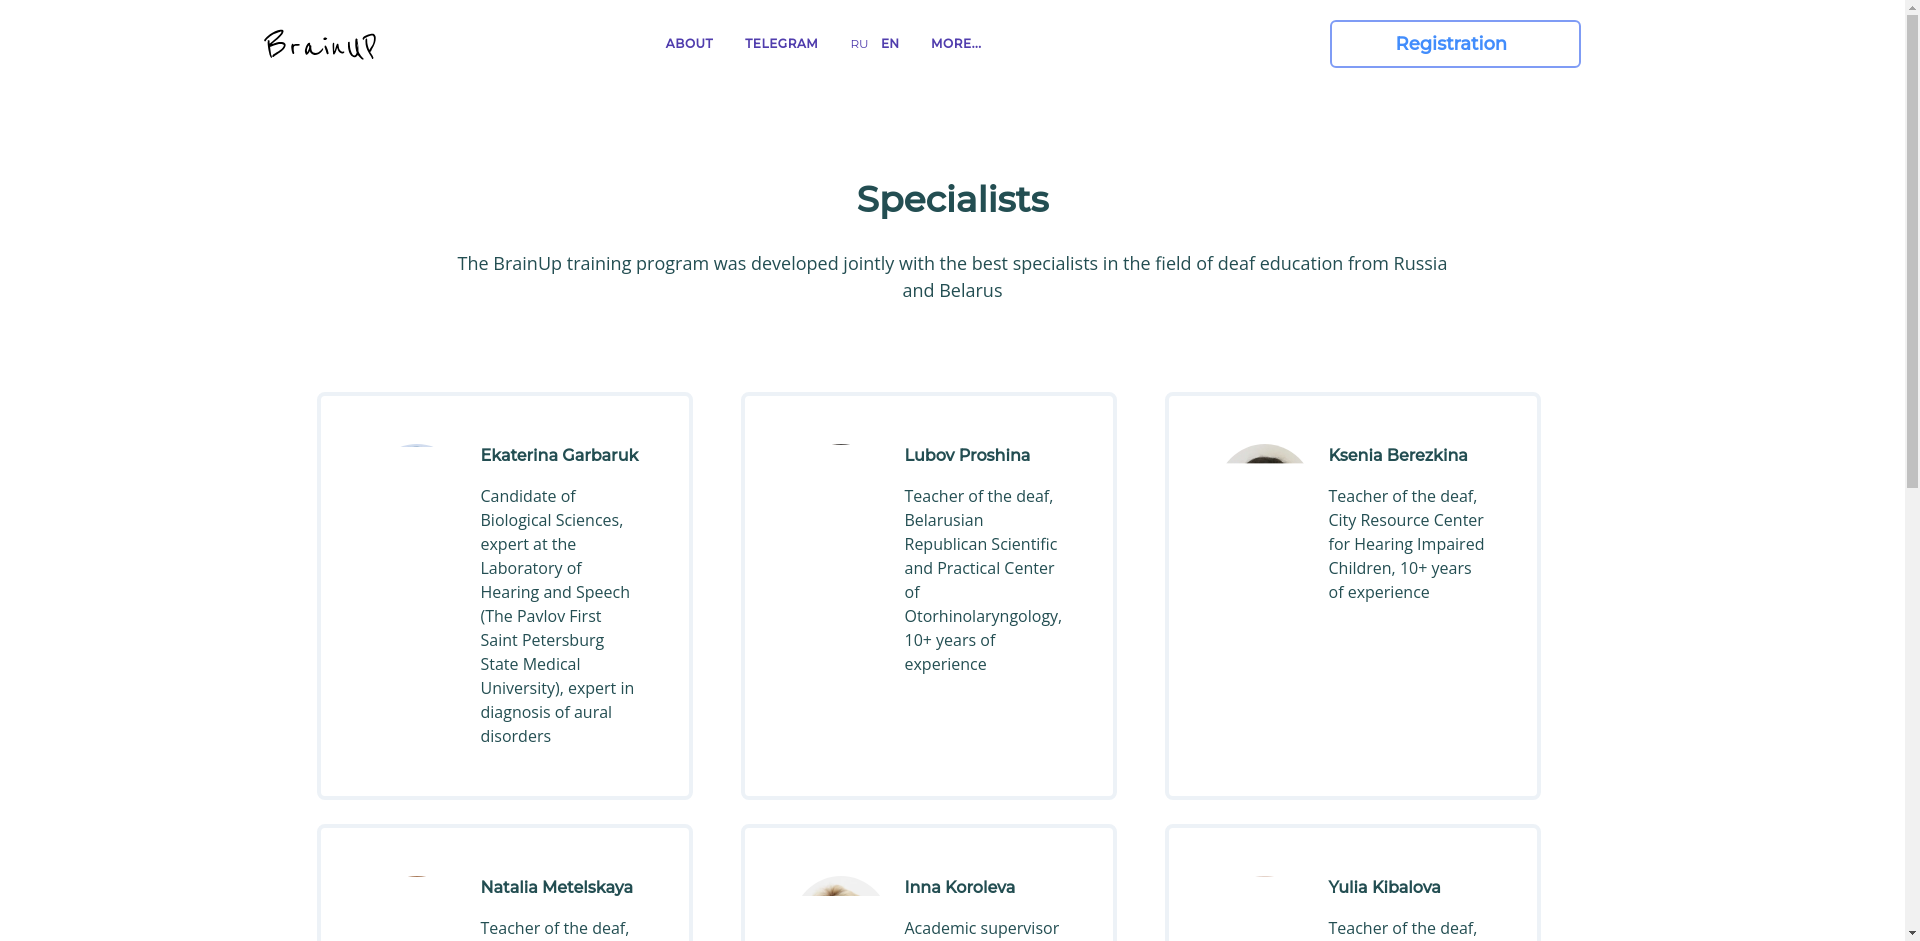 BrainUP
ABOUT
TELEGRAM
RU EN
MORE...
Registration
Specialists
The BrainUp training program was developed jointly with the best specialists in the field of deaf education from Russia
and Belarus
Ekaterina Garbaruk
Candidate of
Biological Sciences,
expert at the
Laboratory of
Hearing and Speech
(The Pavlov First
Saint Petersburg
State Medical
University), expert in
diagnosis of aural
disorders
Lubov Proshina
Teacher of the deaf,
Belarusian
Republican Scientific
and Practical Center
of
Otorhinolaryngology,
10+ years of
experience
Ksenia Berezkina
Teacher of the deaf,
City Resource Center
for Hearing Impaired
Children, 10+ years
of experience
Natalia Metelskaya
Teacher of the deaf,
Inna Koroleva
Academic supervisor
Yulia Kibalova
Teacher of the deaf,